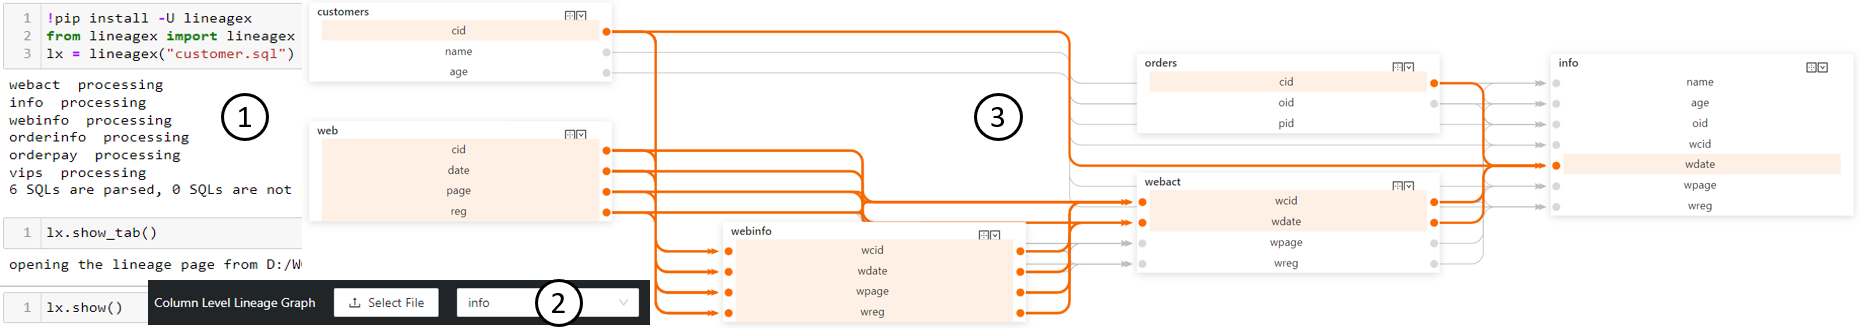 1 !pip install -U lineagex
2 from lineagex import lineagex
3 lx = lineagex("customer.sql")
webact processing
info processing
webinfo processing
orderinfo processing
orderpay processing
vips processing
6 SQLs are parsed, 0 SQLs are not
1
1 lx.show_tab()
opening the lineage page from D:/W
1 lx.show()
Column Level Lineage Graph
Select File
info
2
customers
cid
name
age
web
cid
date
page
reg
webinfo
wcid
wdate
wpage
wreg
3
orders
cid
oid
pid
webact
wcid
wdate
wpage
wreg
info
name
age
oid
wcid
wdate
wpage
wreg